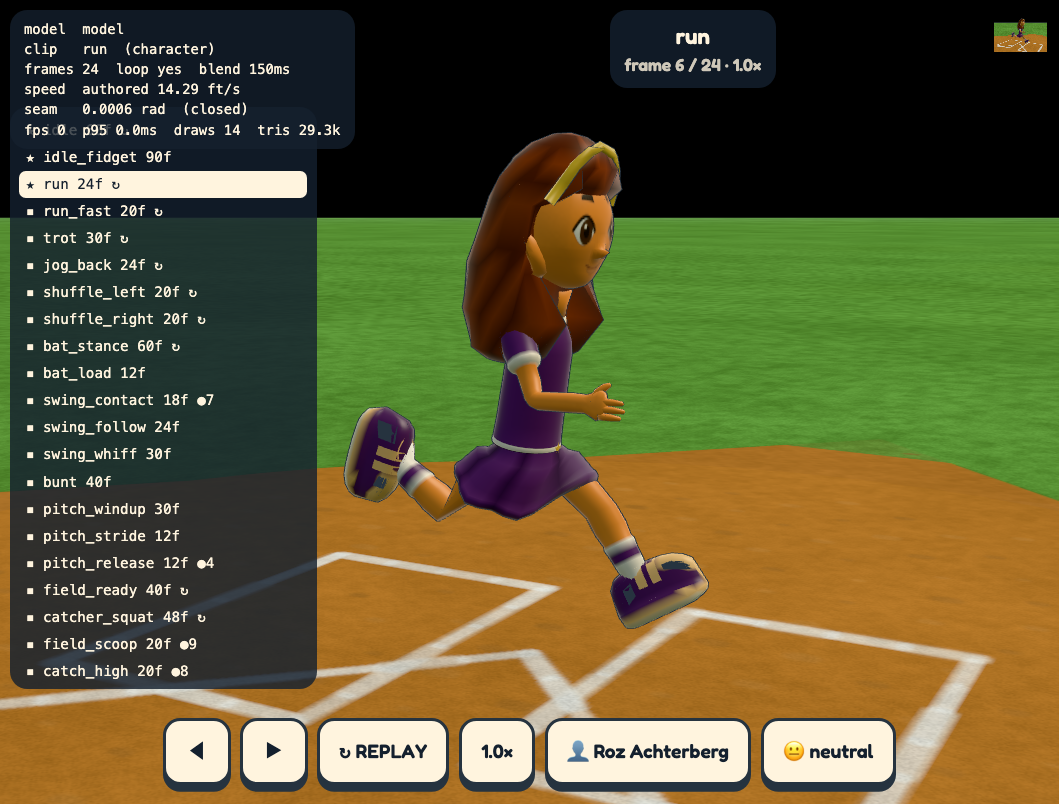 model model
clip run (character)
frames 24 loop yes blend 150ms
speed authored 14.29 ft/s
seam 0.0006 rad (closed)
fps 0 p95 0.0ms draws 14 tris 29.3k
★ idle_fidget 90f
★ run 24f ↻
▪ run_fast 20f ↻
▪ trot 30f ↻
▪ jog_back 24f ↻
▪ shuffle_left 20f ↻
▪ shuffle_right 20f ↻
▪ bat_stance 60f ↻
▪ bat_load 12f
▪ swing_contact 18f ●7
▪ swing_follow 24f
▪ swing_whiff 30f
▪ bunt 40f
▪ pitch_windup 30f
▪ pitch_stride 12f
▪ pitch_release 12f ●4
▪ field_ready 40f ↻
▪ catcher_squat 48f ↻
▪ field_scoop 20f ●9
▪ catch_high 20f ●8
run
frame 6 / 24 · 1.0×
◀ ▶ ↻ REPLAY 1.0× 👤 Roz Achterberg 😐 neutral